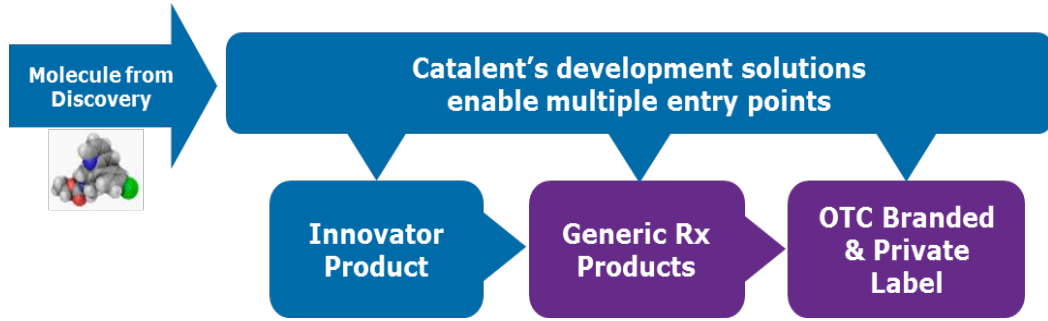 Molecule from
Discovery
Catalent’s development solutions
enable multiple entry points
Innovator
Product
Generic Rx
Products
OTC Branded
& Private
Label